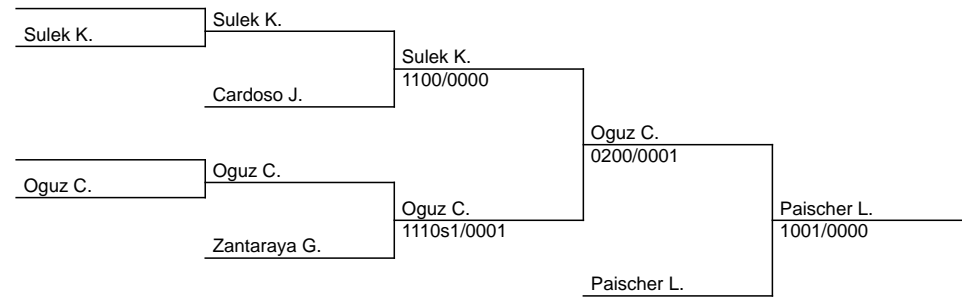 Sulek K.
Sulek K.
Cardoso J.
Sulek K.
1100/0000
Oguz C.
Oguz C.
Zantaraya G.
Oguz C.
1110s1/0001
Oguz C.
0200/0001
Paischer L.
Paischer L.
1001/0000